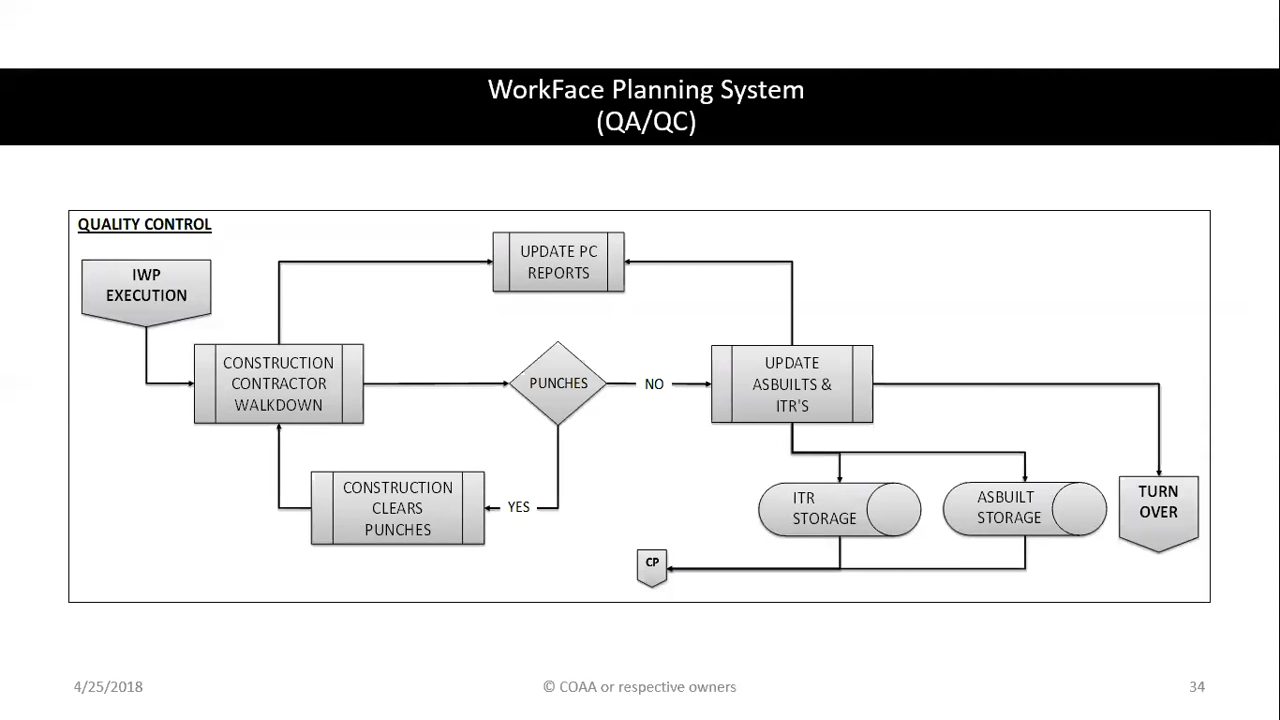 WorkFace Planning System
(QA/QC)
QUALITY CONTROL
IWP
EXECUTION
UPDATE PC
REPORTS
CONSTRUCTION
CONTRACTOR
WALKDOWN
PUNCHES
NO
UPDATE
ASBUILTS &
ITR'S
CONSTRUCTION
CLEARS
PUNCHES
YES
ITR
STORAGE
ASBUILT
STORAGE
TURN
OVER
CP
4/25/2018
© COAA or respective owners
34